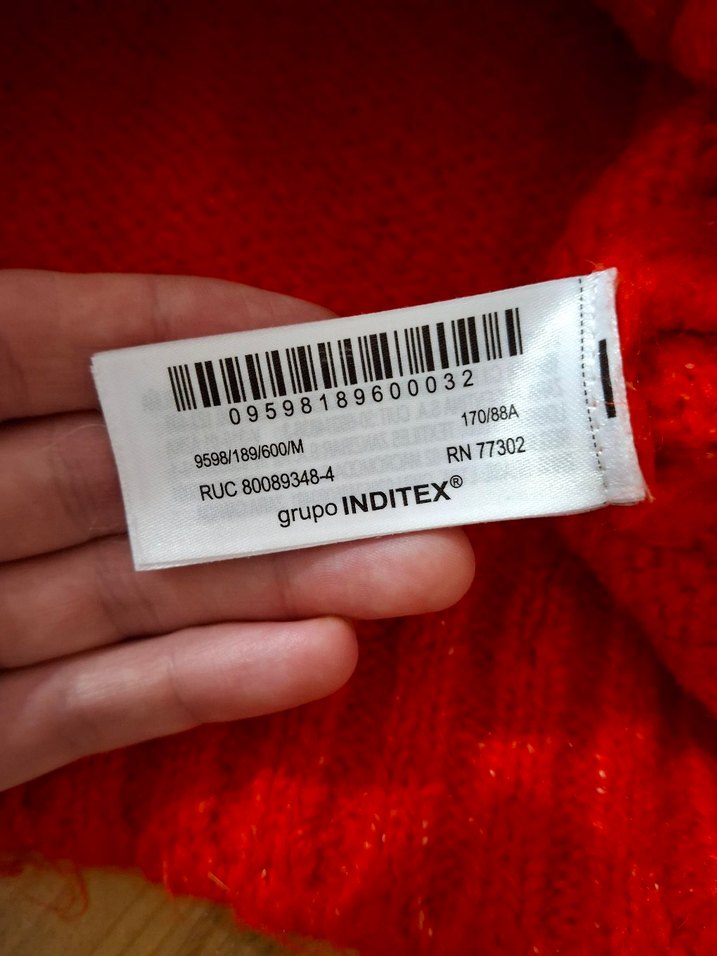 09598189600032
170/88A
9598/189/600/M
RN 77302
RUC 80089348-4
grupo INDITEX®